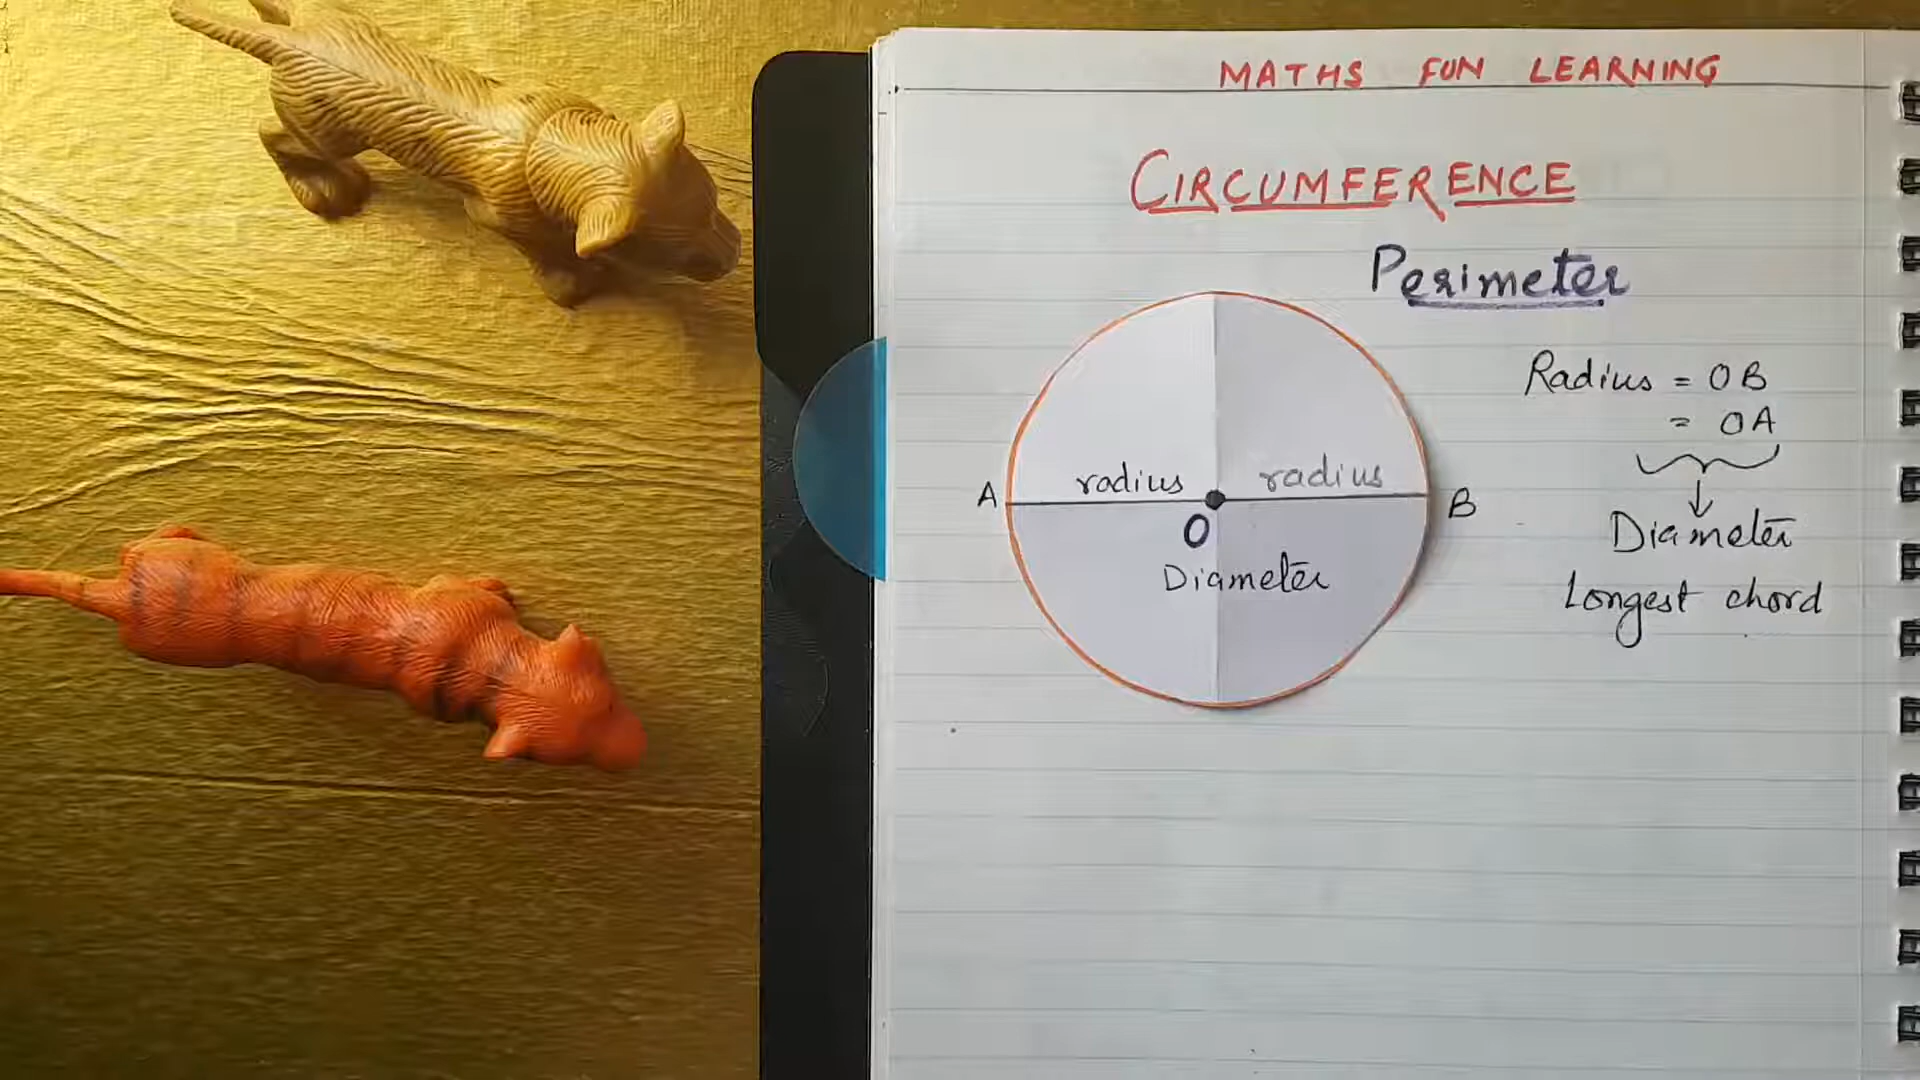 MATHS FUN LEARNING
CIRCUMFERENCE
Perimeter
Radius = OB
= OA
A radius radius B
O
Diameter
Diameter
Longest chord